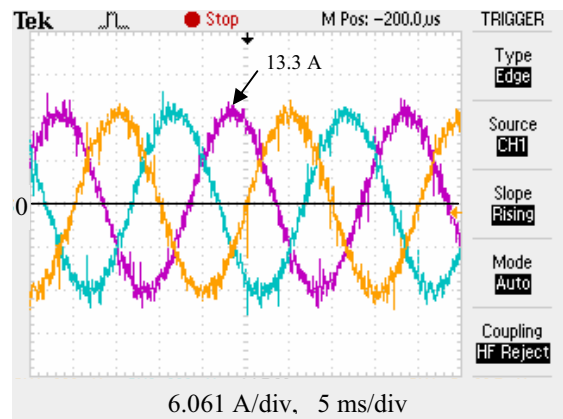 Tek Stop M Pos: -200.0us TRIGGER
13.3 A
Type
Edge
Source
CH1
0
Slope
Rising
Mode
Auto
Coupling
HF Reject
6.061 A/div, 5 ms/div